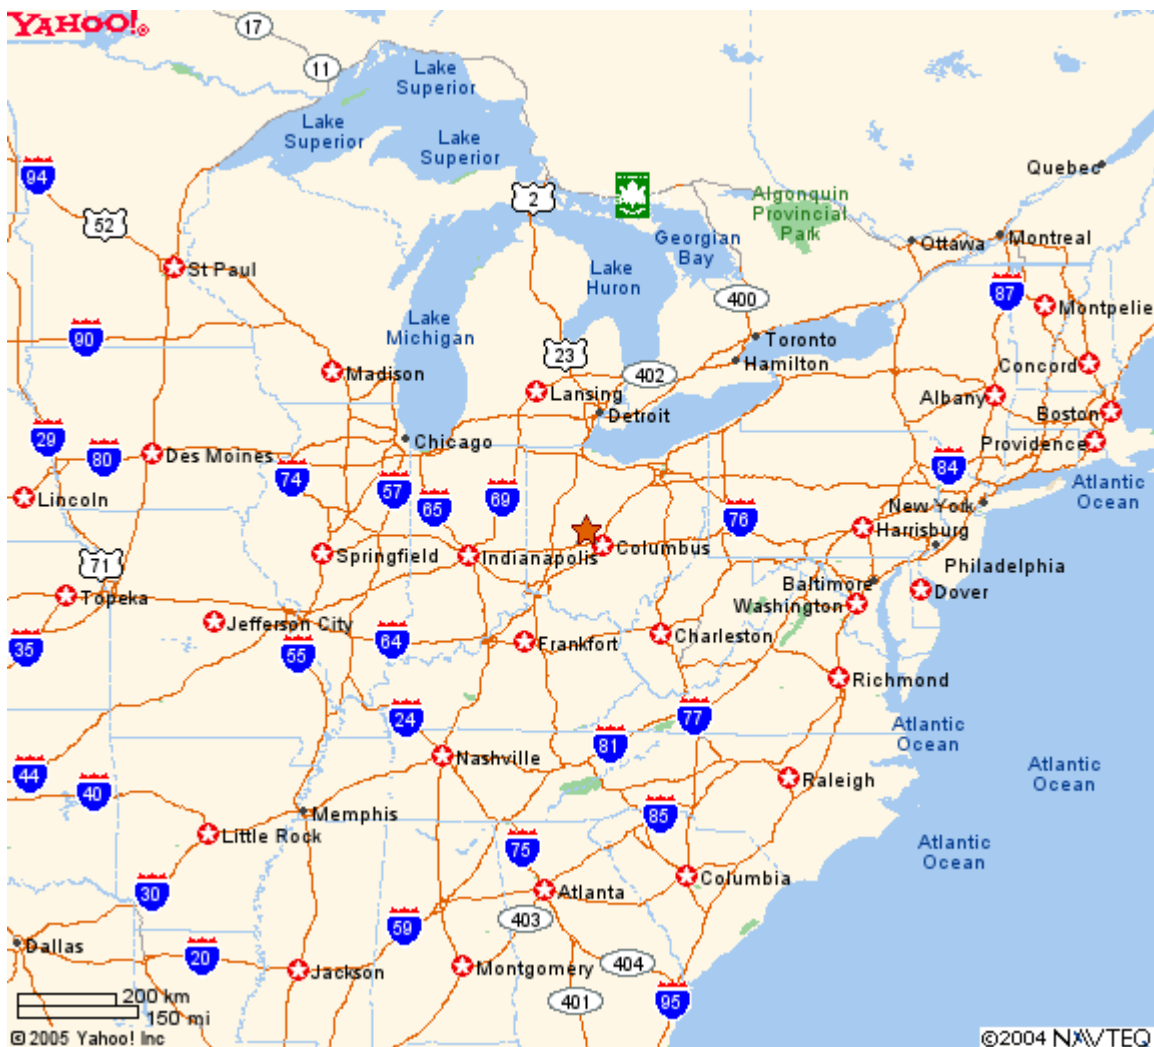 YAHOO!®
17
11
Lake
Superior
Lake
Superior
Lake
Superior
94
2
Algonquin
Provincial
Park
Quebec
52
Georgian
Bay
Ottawa
Montreal
St Paul
Lake
Huron
87
400
Montpelie
90
Lake
Michigan
Toronto
23
Hamilton
Concord
Madison
402
Lansing
Albany
Detroit
Boston
29
Chicago
Providence
80
Des Moines
74
84
57
Atlantic
Ocean
Lincoln
65
69
New York
76
Harrisburg
71
Springfield
Indianapolis
Columbus
Philadelphia
Baltimore
Topeka
Washington
Dover
Jefferson City
35
64
Frankfort
Charleston
55
Richmond
24
77
Atlantic
Ocean
81
Nashville
44
Atlantic
Ocean
40
Raleigh
Memphis
85
Little Rock
75
Atlantic
Ocean
30
Atlanta
Columbia
403
59
Dallas
20
Jackson
Montgomery
404
401
95
200 km
150 mi
©2005 Yahoo! Inc
©2004 NAVTEQ